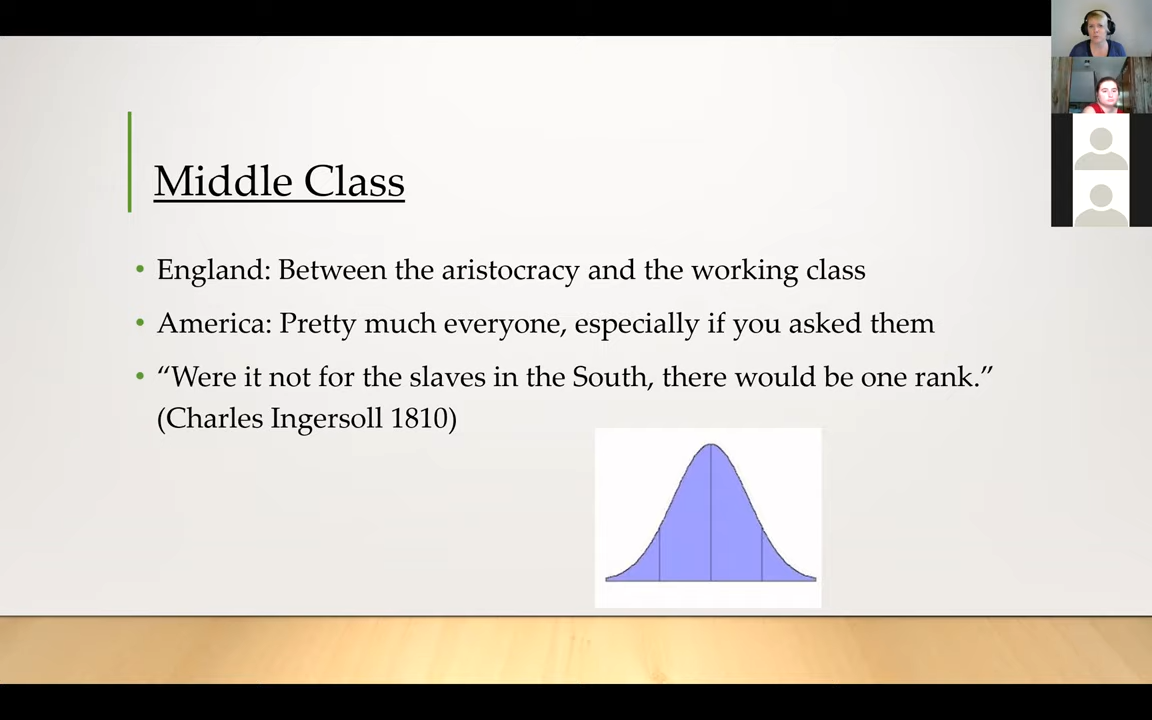 Middle Class
• England: Between the aristocracy and the working class
• America: Pretty much everyone, especially if you asked them
• “Were it not for the slaves in the South, there would be one rank.”
(Charles Ingersoll 1810)